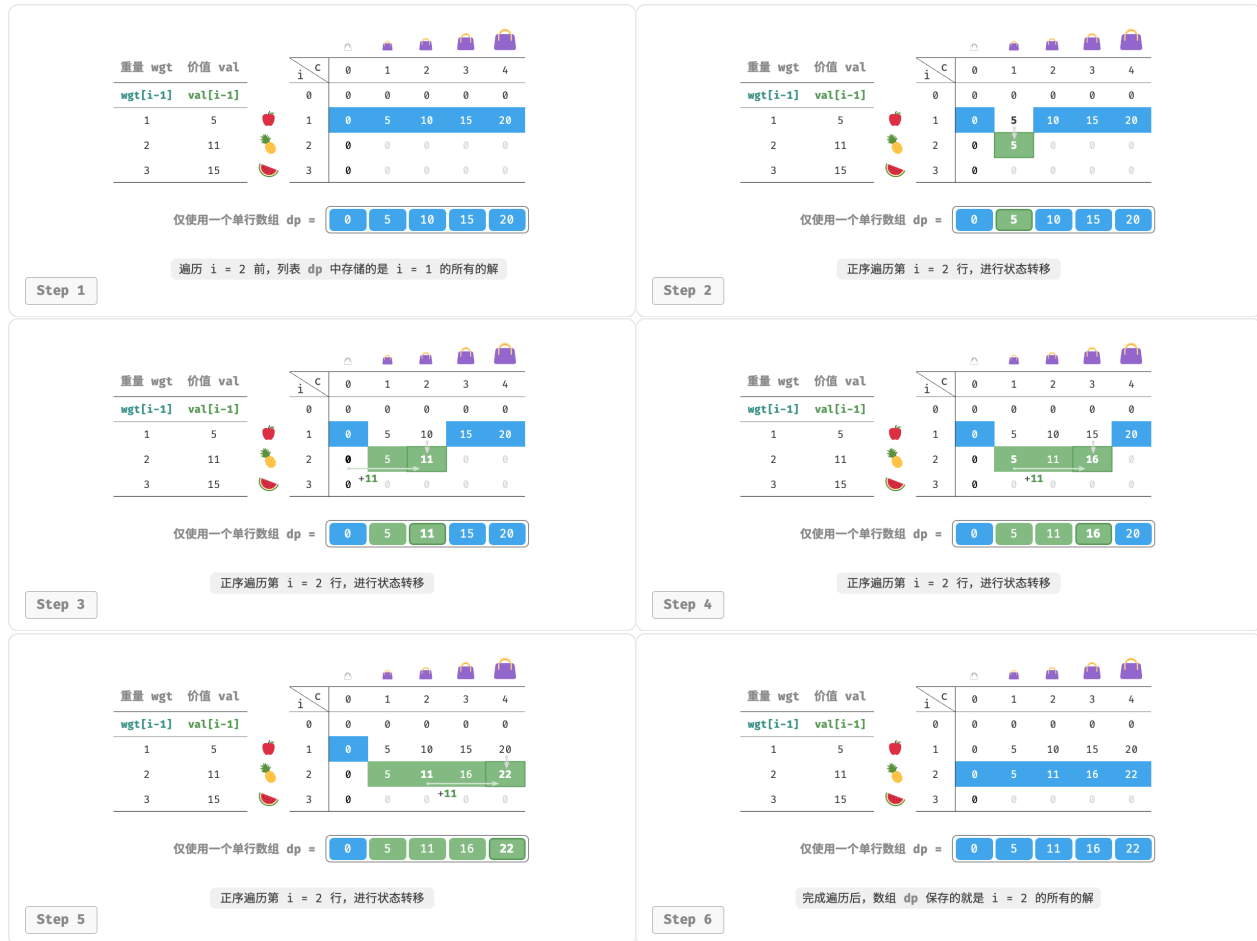 重量 wgt 价值 val
i C 0 1 2 3 4
wgt[i-1] val[i-1] 0 0 0 0 0 0
1 5 1 0 5 10 15 20
2 11 2 0 0 0 0 0
3 15 3 0 0 0 0 0
仅使用一个单行数组 dp = 0 5 10 15 20
遍历 i = 2 前，列表 dp 中存储的是 i = 1 的所有的解
Step 1
重量 wgt 价值 val
i C 0 1 2 3 4
wgt[i-1] val[i-1] 0 0 0 0 0 0
1 5 1 0 5 10 15 20
2 11 2 0 5 0 0 0
3 15 3 0 0 0 0 0
仅使用一个单行数组 dp = 0 5 10 15 20
正序遍历第 i = 2 行，进行状态转移
Step 2
重量 wgt 价值 val
i C 0 1 2 3 4
wgt[i-1] val[i-1] 0 0 0 0 0 0
1 5 1 0 5 10 15 20
2 11 2 0 5 11 0 0
+11
3 15 3 0 0 0 0 0
仅使用一个单行数组 dp = 0 5 11 15 20
正序遍历第 i = 2 行，进行状态转移
Step 3
重量 wgt 价值 val
i C 0 1 2 3 4
wgt[i-1] val[i-1] 0 0 0 0 0 0
1 5 1 0 5 10 15 20
2 11 2 0 5 11 16 0
+11
3 15 3 0 0 0 0 0
仅使用一个单行数组 dp = 0 5 11 16 20
正序遍历第 i = 2 行，进行状态转移
Step 4
重量 wgt 价值 val
i C 0 1 2 3 4
wgt[i-1] val[i-1] 0 0 0 0 0 0
1 5 1 0 5 10 15 20
2 11 2 0 5 11 16 22
+11
3 15 3 0 0 0 0 0
仅使用一个单行数组 dp = 0 5 11 16 22
正序遍历第 i = 2 行，进行状态转移
Step 5
重量 wgt 价值 val
i C 0 1 2 3 4
wgt[i-1] val[i-1] 0 0 0 0 0 0
1 5 1 0 5 10 15 20
2 11 2 0 5 11 16 22
3 15 3 0 0 0 0 0
仅使用一个单行数组 dp = 0 5 11 16 22
完成遍历后，数组 dp 保存的就是 i = 2 的所有的解
Step 6